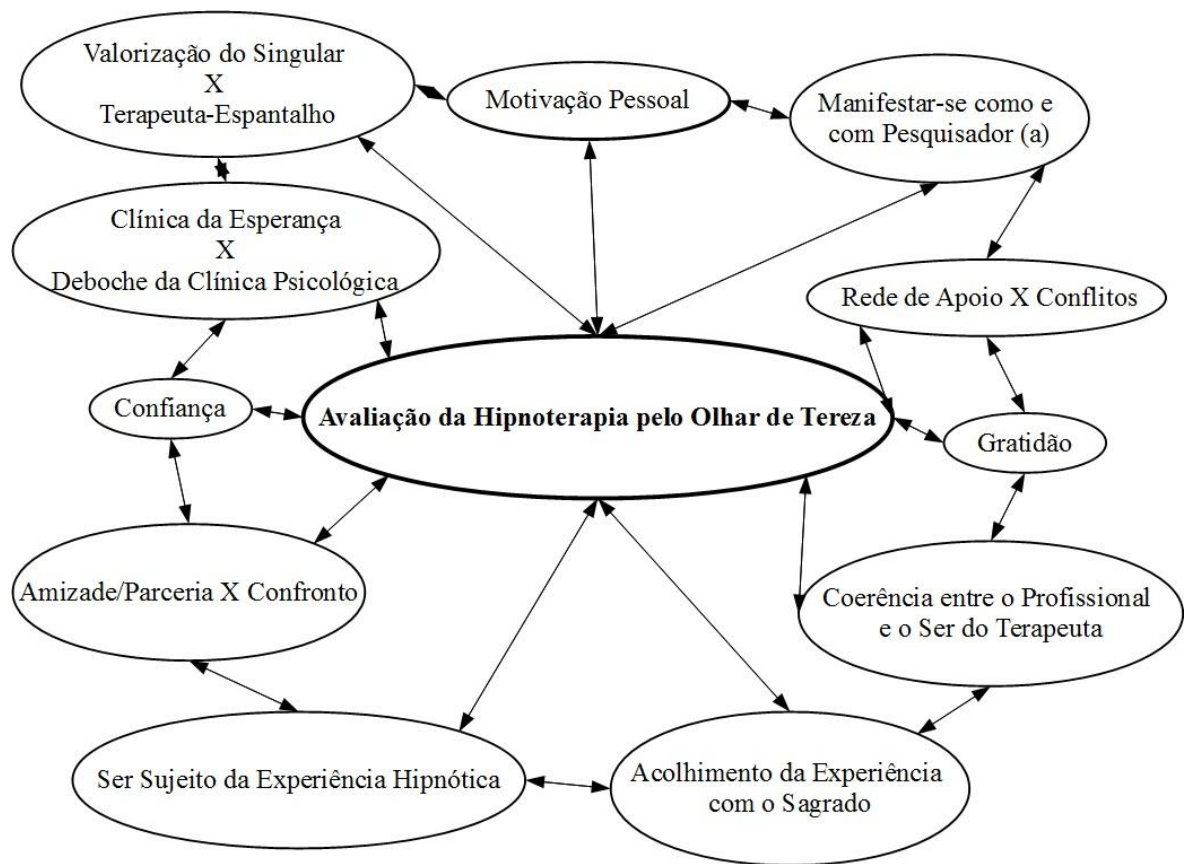 Valorização do Singular
X
Terapeuta-Espantalho
Motivação Pessoal
Manifestar-se como e
com Pesquisador (a)
Clínica da Esperança
X
Deboche da Clínica Psicológica
Rede de Apoio X Conflitos
Confiança
Avaliação da Hipnoterapia pelo Olhar de Tereza
Gratidão
Amizade/Parceria X Confronto
Coerência entre o Profissional
e o Ser do Terapeuta
Ser Sujeito da Experiência Hipnótica
Acolhimento da Experiência
com o Sagrado